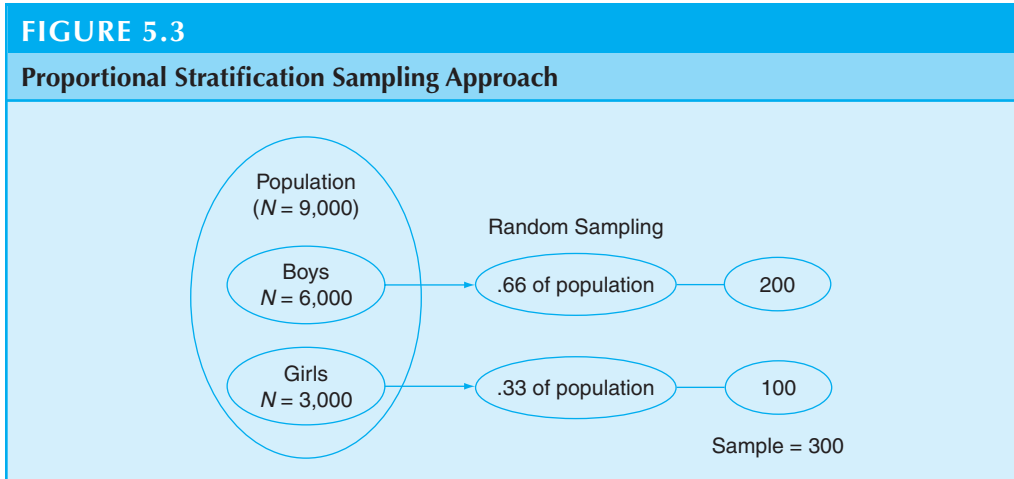 FIGURE 5.3
Proportional Stratification Sampling Approach
Population
(N = 9,000)
Random Sampling
Boys
N = 6,000
.66 of population
200
Girls
N = 3,000
.33 of population
100
Sample = 300